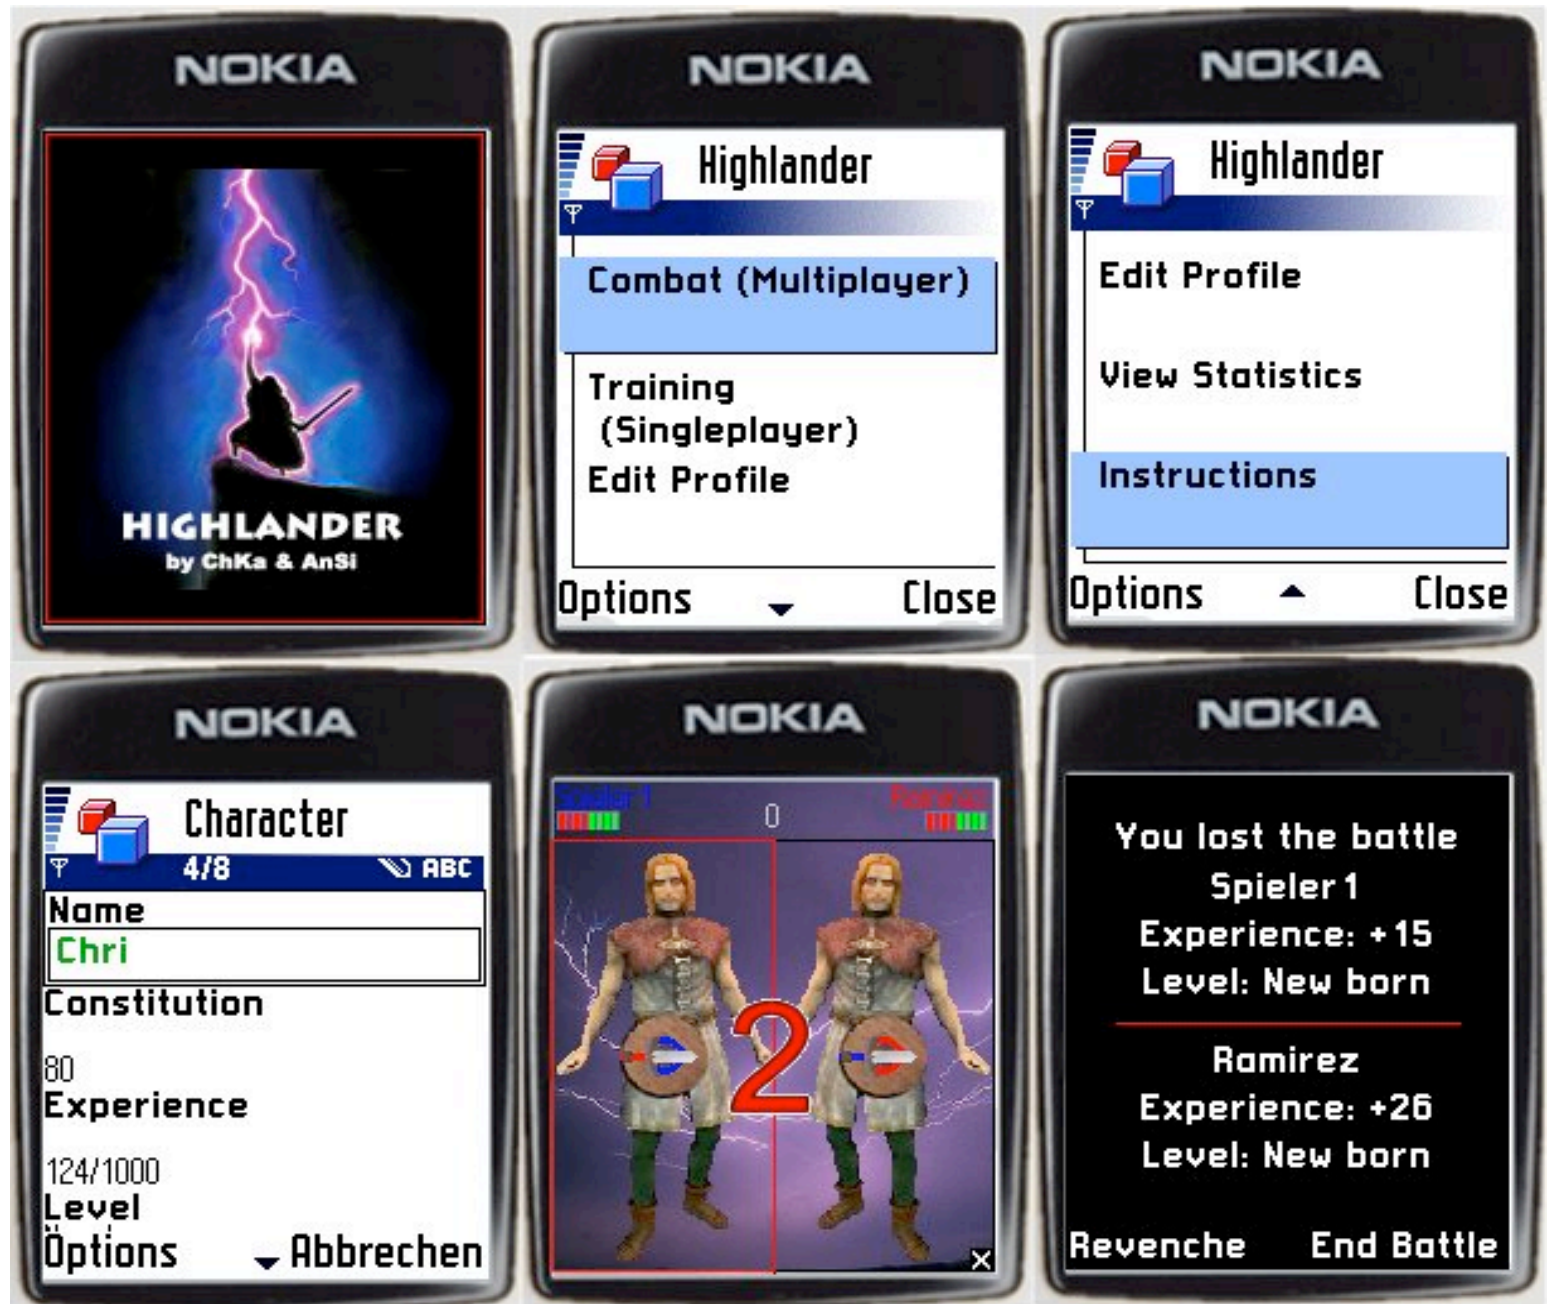 NOKIA
HIGHLANDER
by ChKa & AnSi
NOKIA
Highlander
Combat (Multiplayer)
Training
(Singleplayer)
Edit Profile
Options
Close
NOKIA
Highlander
Edit Profile
View Statistics
Instructions
Options
Close
NOKIA
Character
4/8
ABC
Name
Chri
Constitution
80
Experience
124/1000
Level
Options
Abbrechen
NOKIA
Spieler 1
0
Ramirez
2
X
NOKIA
You lost the battle
Spieler 1
Experience: +15
Level: New born
Ramirez
Experience: +26
Level: New born
Revenche
End Battle